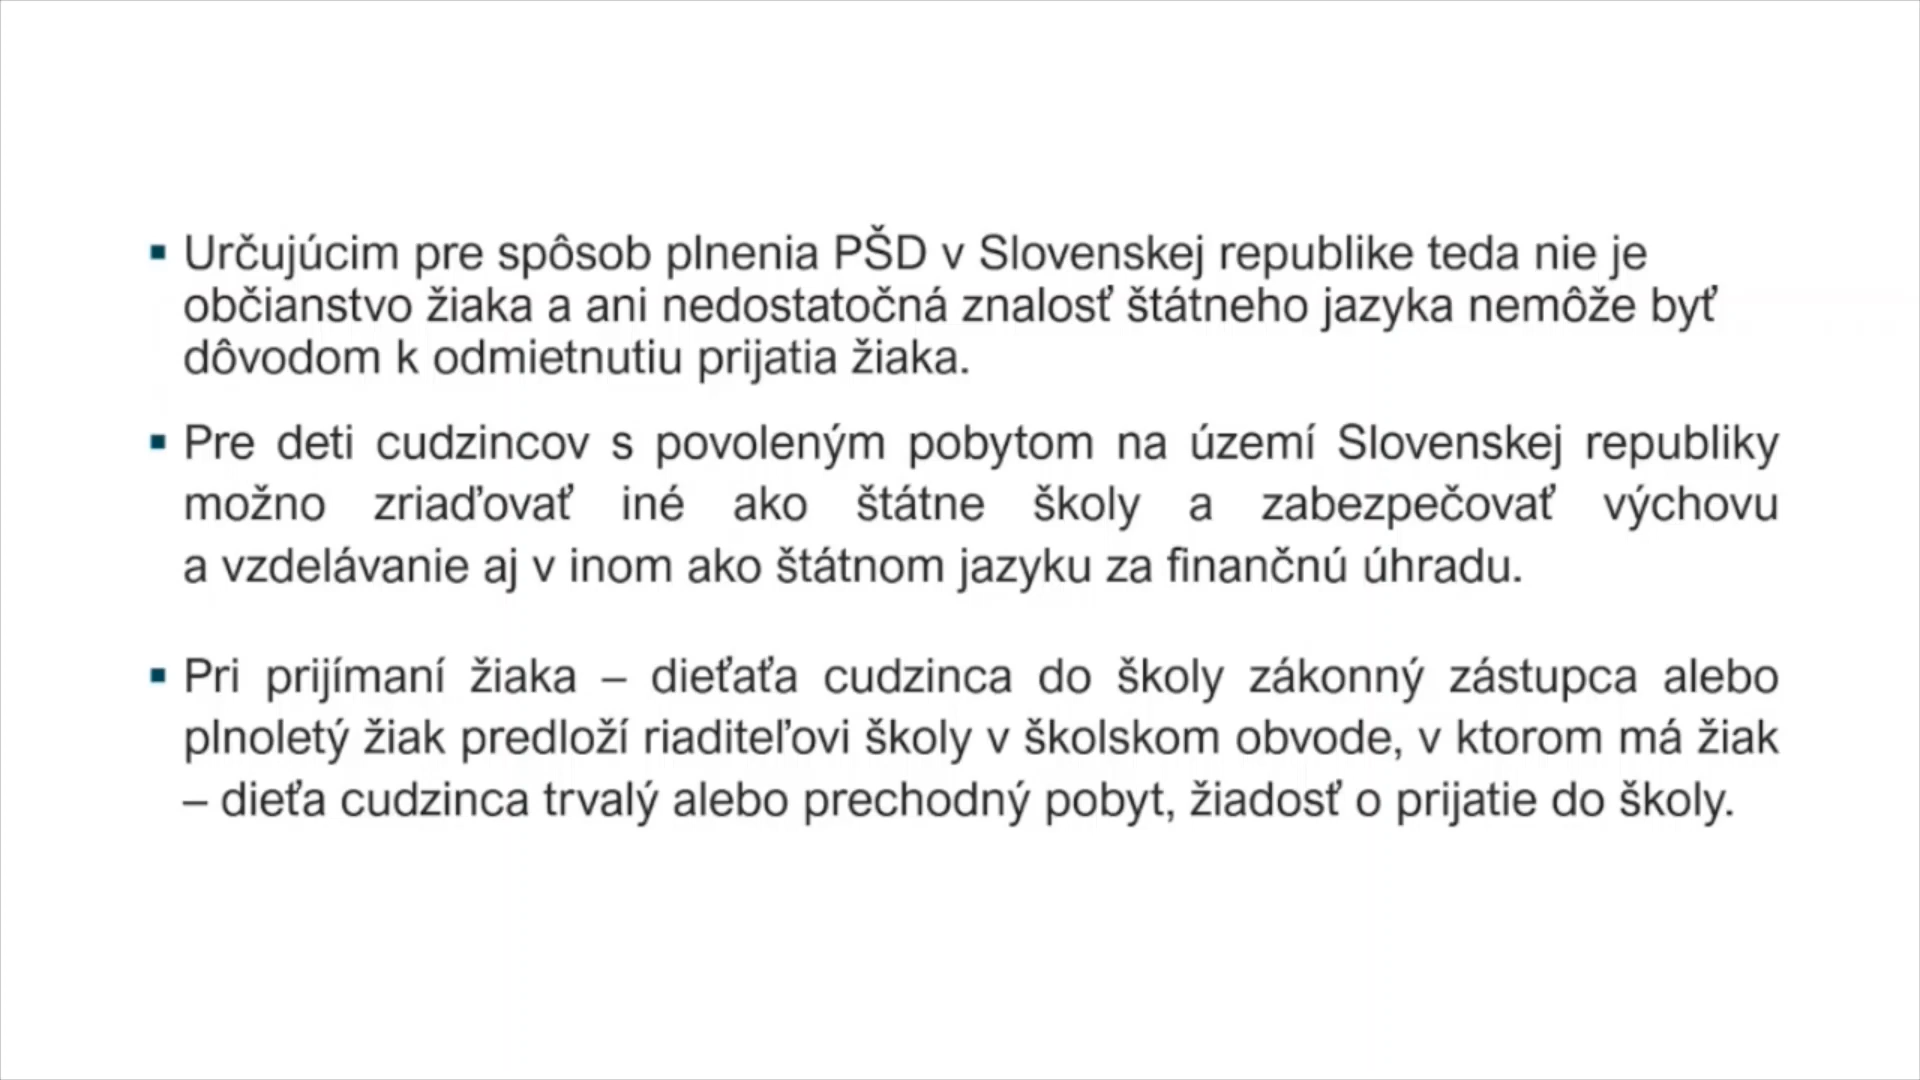 ▪ Určujúcim pre spôsob plnenia PŠD v Slovenskej republike teda nie je
občianstvo žiaka a ani nedostatočná znalosť štátneho jazyka nemôže byť
dôvodom k odmietnutiu prijatia žiaka.
▪ Pre deti cudzincov s povoleným pobytom na území Slovenskej republiky
možno zriaďovať iné ako štátne školy a zabezpečovať výchovu
a vzdelávanie aj v inom ako štátnom jazyku za finančnú úhradu.
▪ Pri prijímaní žiaka – dieťaťa cudzinca do školy zákonný zástupca alebo
plnoletý žiak predloží riaditeľovi školy v školskom obvode, v ktorom má žiak
– dieťa cudzinca trvalý alebo prechodný pobyt, žiadosť o prijatie do školy.